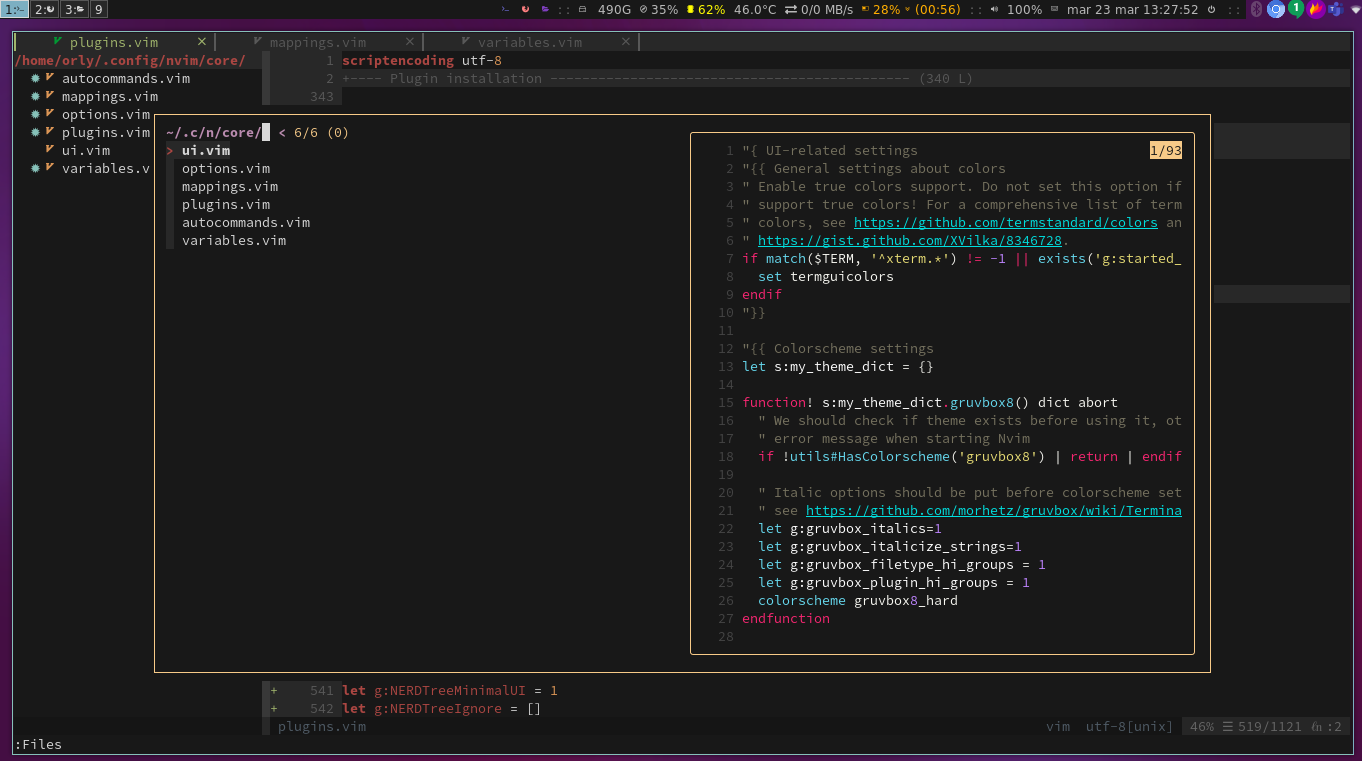 1: 2: 3: 9 :: 490G 35% 62% 46.0°C 0/0 MB/s 28% (00:56) :: 100% mar 23 mar 13:27:52 :: 1
plugins.vim × mappings.vim × variables.vim ×
/home/orly/.config/nvim/core/
autocommands.vim
mappings.vim
options.vim
plugins.vim
ui.vim
variables.v
1 scriptencoding utf-8
2 +---- Plugin installation --------------------------------------------- (340 L)
343
~/.c/n/core/ < 6/6 (0)
> ui.vim
options.vim
mappings.vim
plugins.vim
autocommands.vim
variables.vim
1/93
1 "{ UI-related settings
2 "{{ General settings about colors
3 " Enable true colors support. Do not set this option if
4 " support true colors! For a comprehensive list of term
5 " colors, see https://github.com/termstandard/colors an
6 " https://gist.github.com/XVilka/8346728.
7 if match($TERM, '^xterm.*') != -1 || exists('g:started_
8 set termguicolors
9 endif
10 "}}
11
12 "{{ Colorscheme settings
13 let s:my_theme_dict = {}
14
15 function! s:my_theme_dict.gruvbox8() dict abort
16 " We should check if theme exists before using it, ot
17 " error message when starting Nvim
18 if !utils#HasColorscheme('gruvbox8') | return | endif
19
20 " Italic options should be put before colorscheme set
21 " see https://github.com/morhetz/gruvbox/wiki/Termina
22 let g:gruvbox_italics=1
23 let g:gruvbox_italicize_strings=1
24 let g:gruvbox_filetype_hi_groups = 1
25 let g:gruvbox_plugin_hi_groups = 1
26 colorscheme gruvbox8_hard
27 endfunction
28
+ 541 let g:NERDTreeMinimalUI = 1
+ 542 let g:NERDTreeIgnore = []
plugins.vim vim utf-8[unix] 46% ☰ 519/1121 :2
:Files